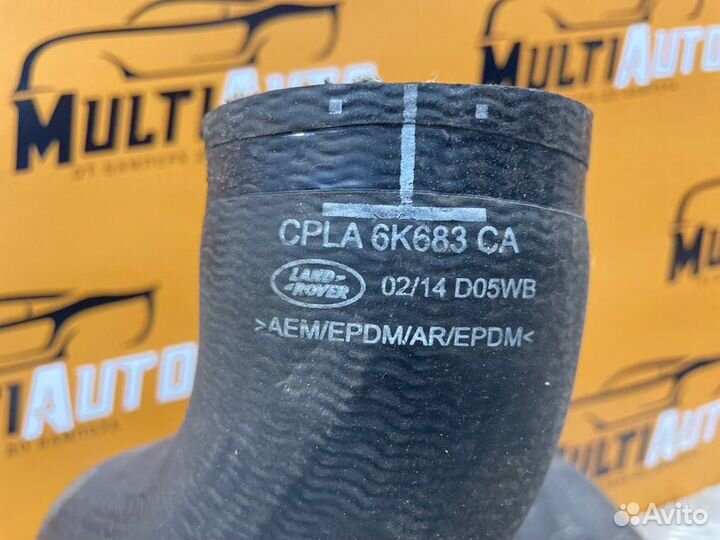 MULTIAUTO
MULTIAUTO
CPLA 6K683 CA
LAND ROVER 02/14 D05WB
>AEM/EPDM/AR/EPDM<
MULTIAUTO
Avito